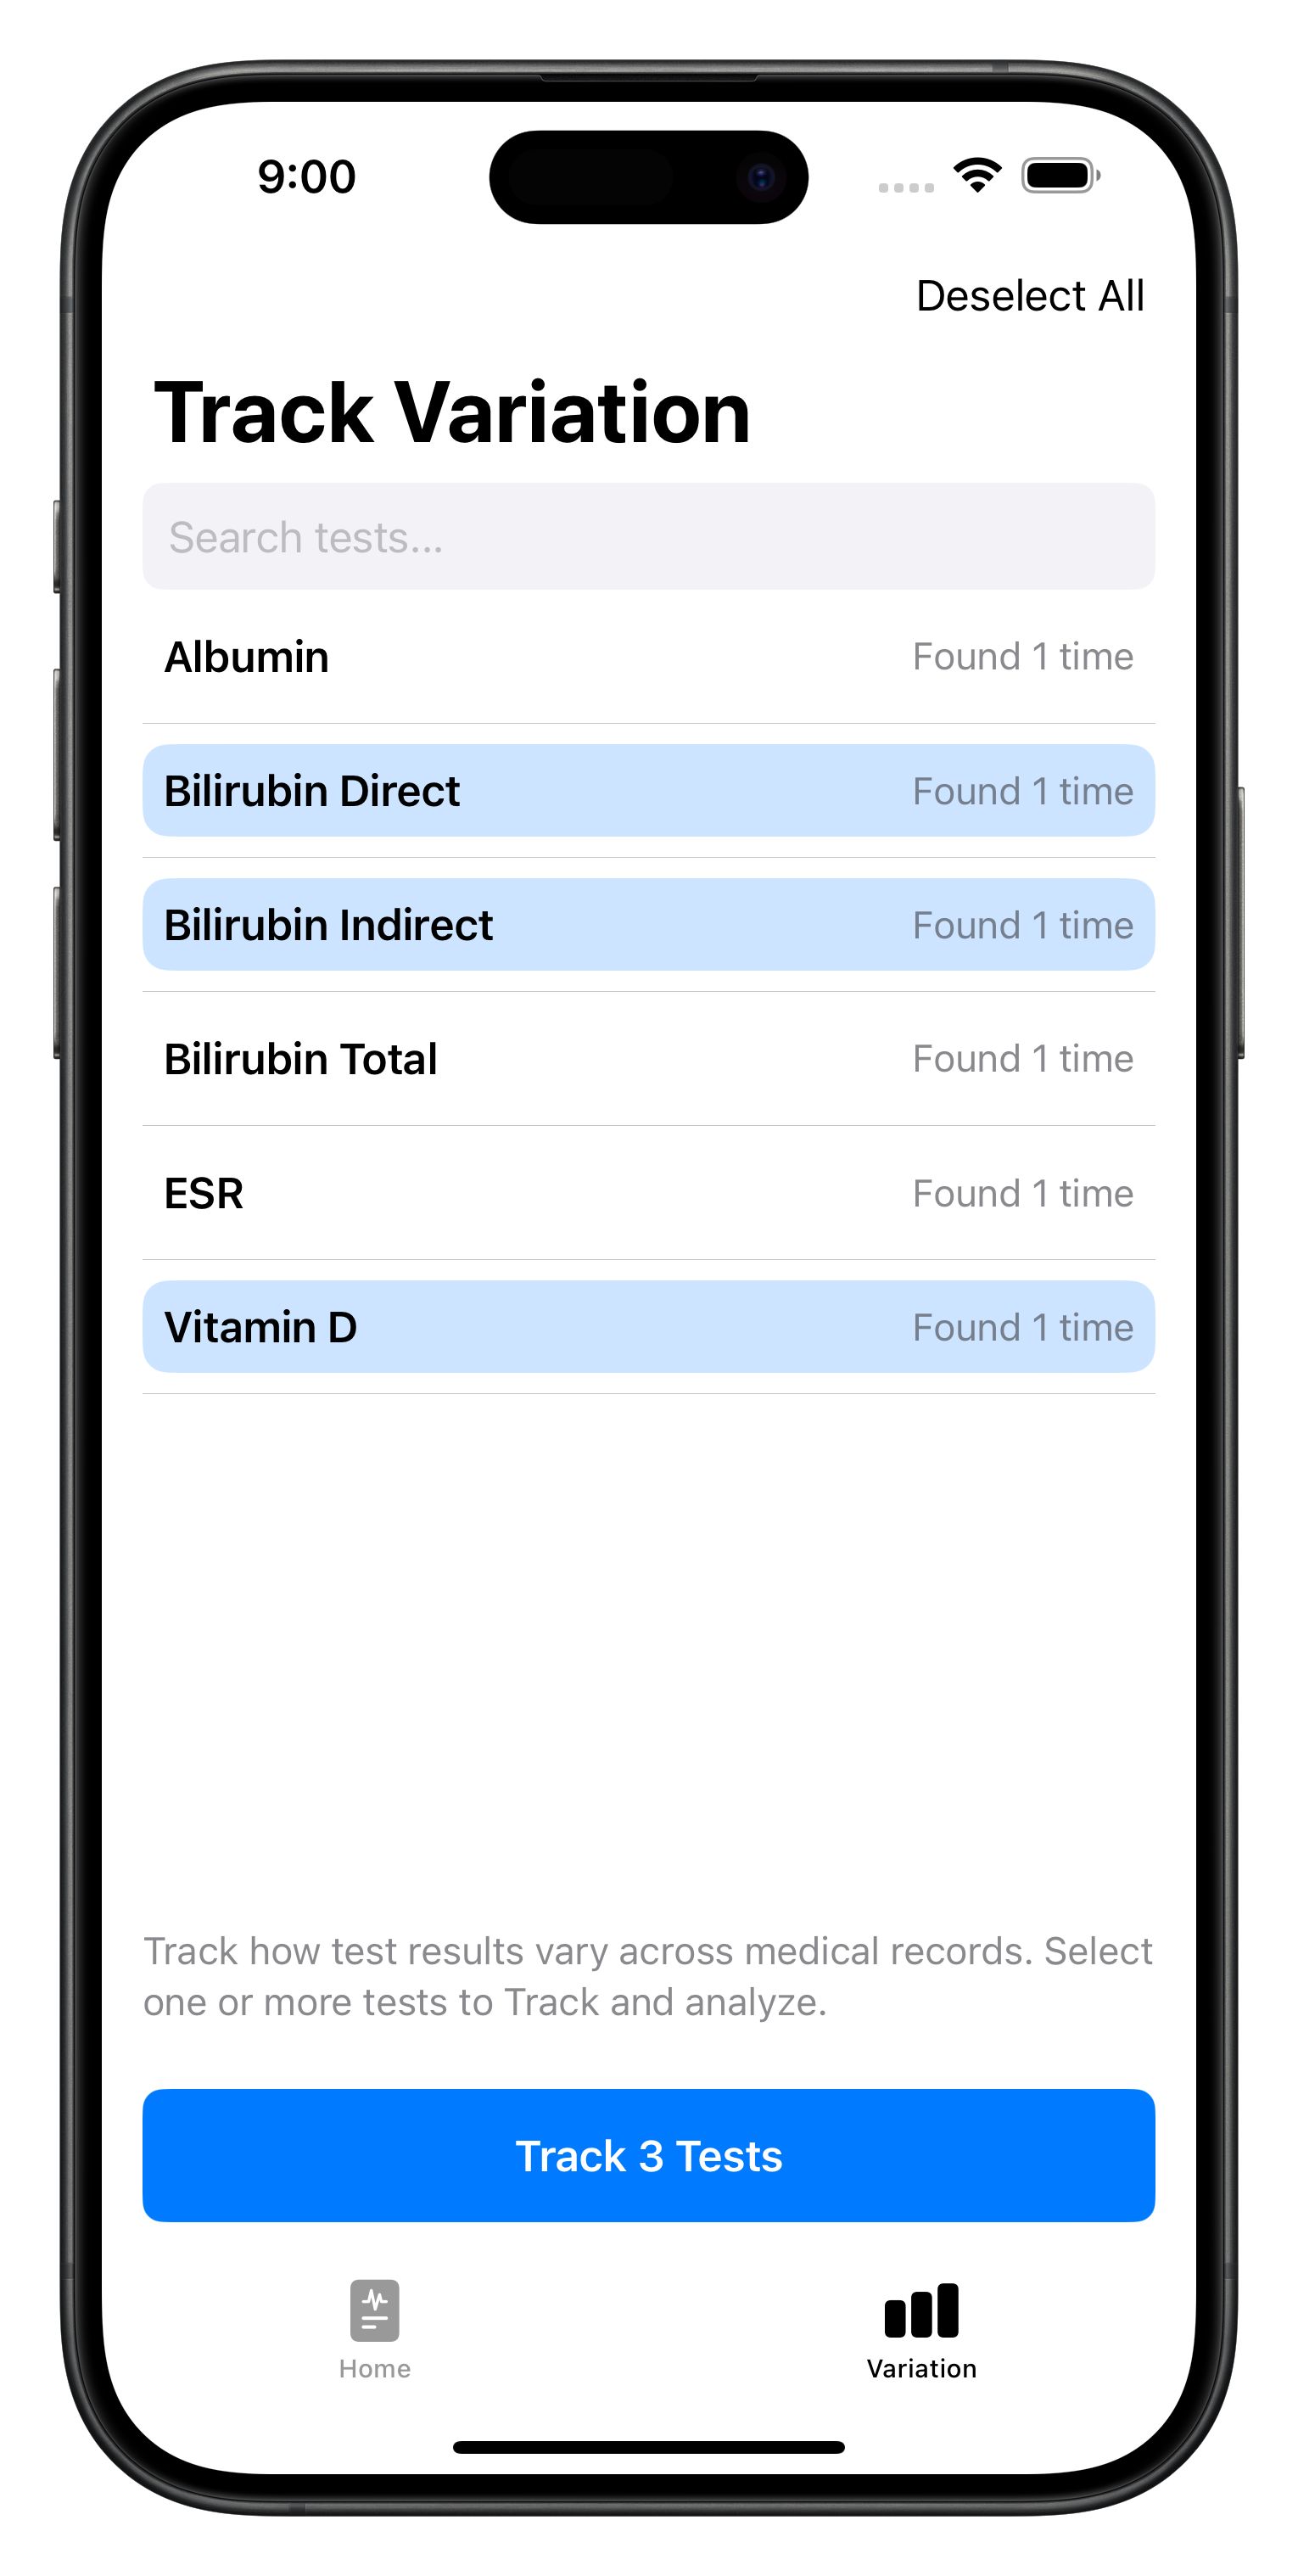 9:00
Deselect All
Track Variation
Search tests...
Albumin Found 1 time
Bilirubin Direct Found 1 time
Bilirubin Indirect Found 1 time
Bilirubin Total Found 1 time
ESR Found 1 time
Vitamin D Found 1 time
Track how test results vary across medical records. Select
one or more tests to Track and analyze.
Track 3 Tests
Home Variation